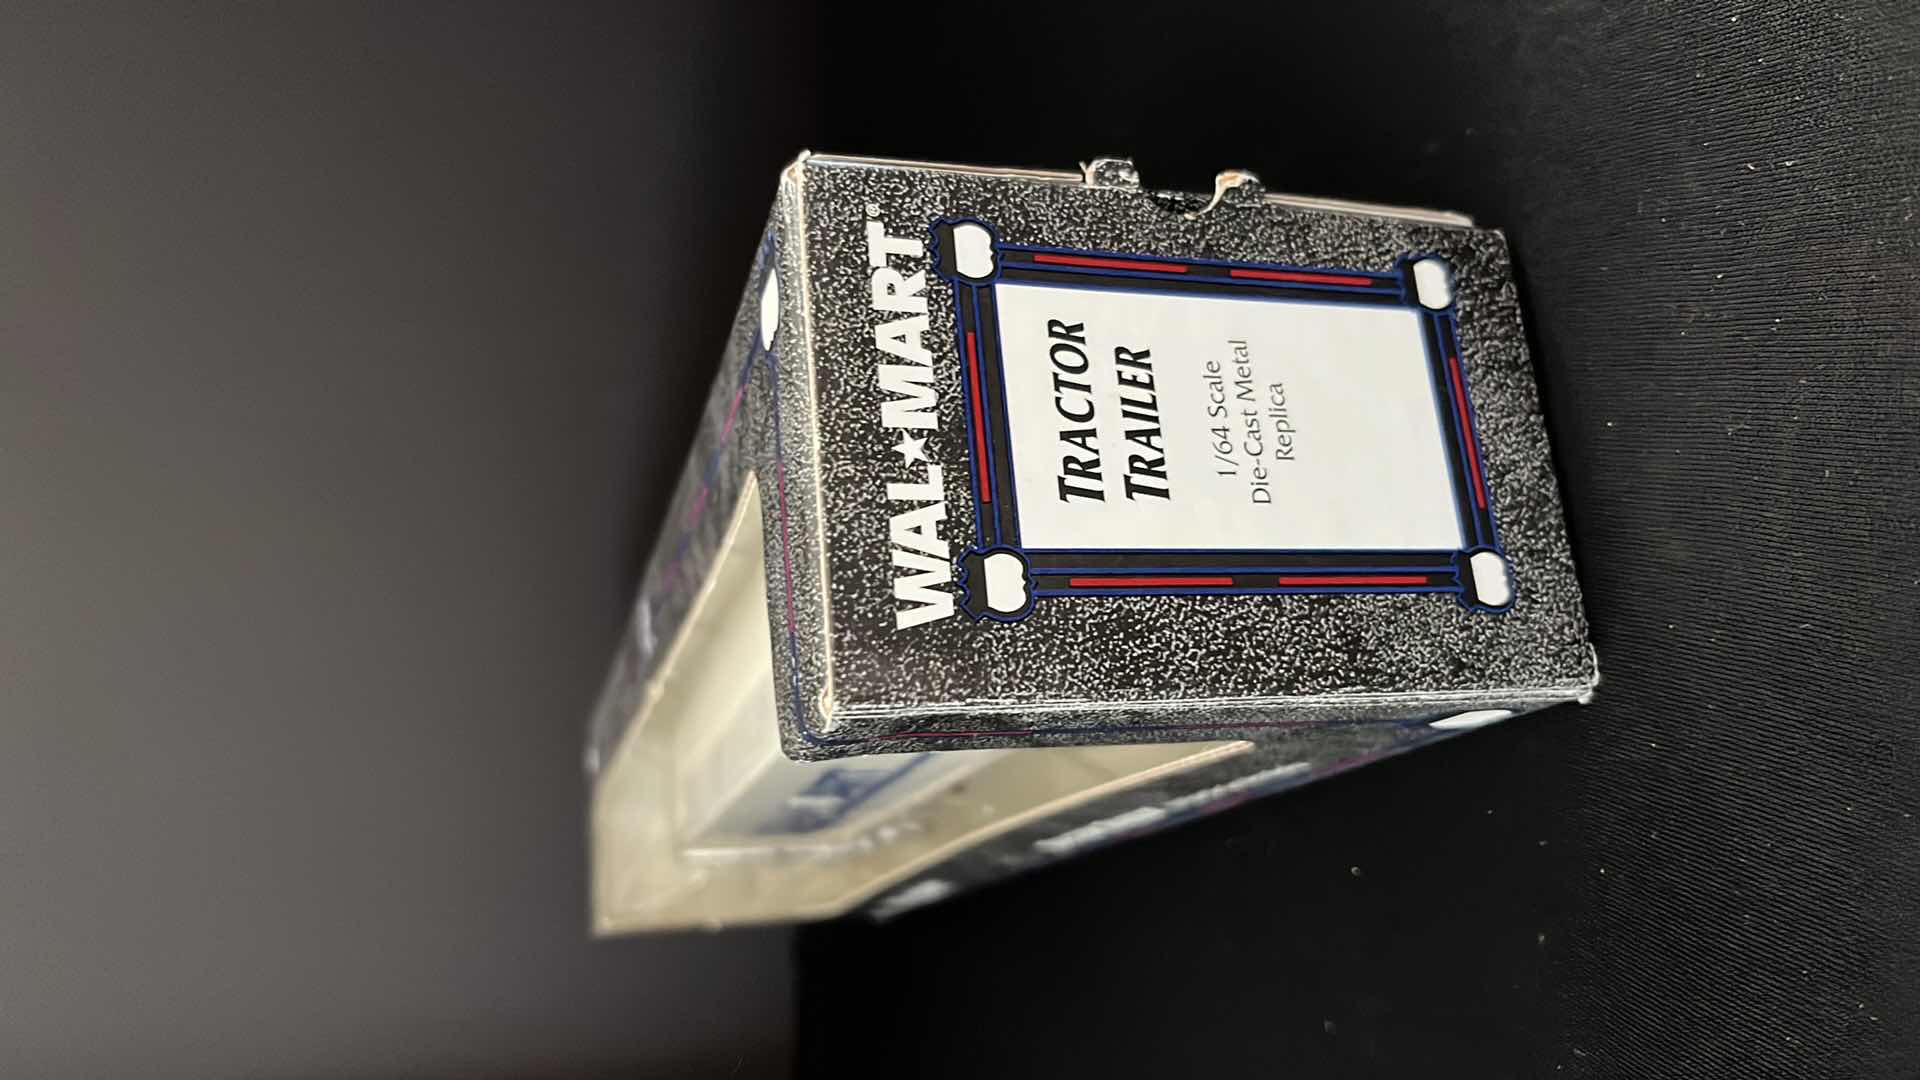 WAL★MART®
TRACTOR
TRAILER
1/64 Scale
Die-Cast Metal
Replica